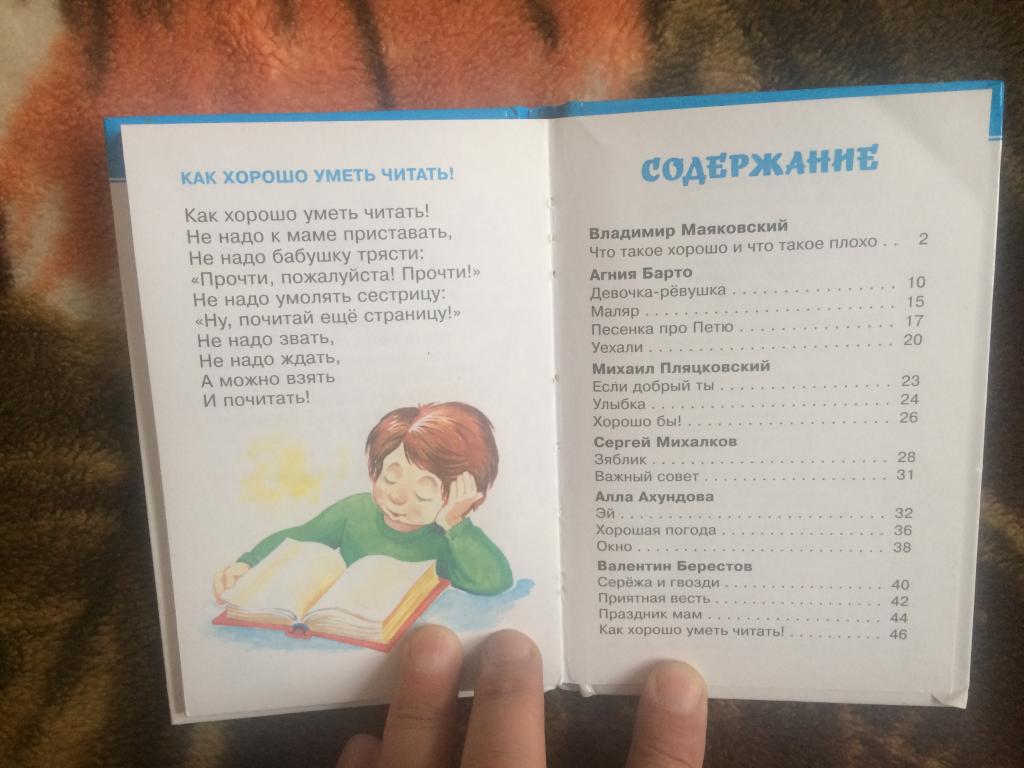 КАК ХОРОШО УМЕТЬ ЧИТАТЬ!
Как хорошо уметь читать!
Не надо к маме приставать,
Не надо бабушку трясти:
«Прочти, пожалуйста! Прочти!»
Не надо умолять сестрицу:
«Ну, почитай ещё страницу!»
Не надо звать,
Не надо ждать,
А можно взять
И почитать!
СОДЕРЖАНИЕ
Владимир Маяковский
Что такое хорошо и что такое плохо . . 2
Агния Барто
Девочка-рёвушка . . . . . . . . . . . . . . . . . 10
Маляр . . . . . . . . . . . . . . . . . . . . . . . . . 15
Песенка про Петю . . . . . . . . . . . . . . . . 17
Уехали . . . . . . . . . . . . . . . . . . . . . . . . 20
Михаил Пляцковский
Если добрый ты . . . . . . . . . . . . . . . . . . 23
Улыбка . . . . . . . . . . . . . . . . . . . . . . . . 24
Хорошо бы! . . . . . . . . . . . . . . . . . . . . . 26
Сергей Михалков
Зяблик . . . . . . . . . . . . . . . . . . . . . . . . 28
Важный совет . . . . . . . . . . . . . . . . . . . 31
Алла Ахундова
Эй . . . . . . . . . . . . . . . . . . . . . . . . . . . 32
Хорошая погода . . . . . . . . . . . . . . . . . . 36
Окно . . . . . . . . . . . . . . . . . . . . . . . . . 38
Валентин Берестов
Серёжа и гвозди . . . . . . . . . . . . . . . . . 40
Приятная весть . . . . . . . . . . . . . . . . . . 42
Праздник мам . . . . . . . . . . . . . . . . . . . 44
Как хорошо уметь читать! . . . . . . . . . . . 46